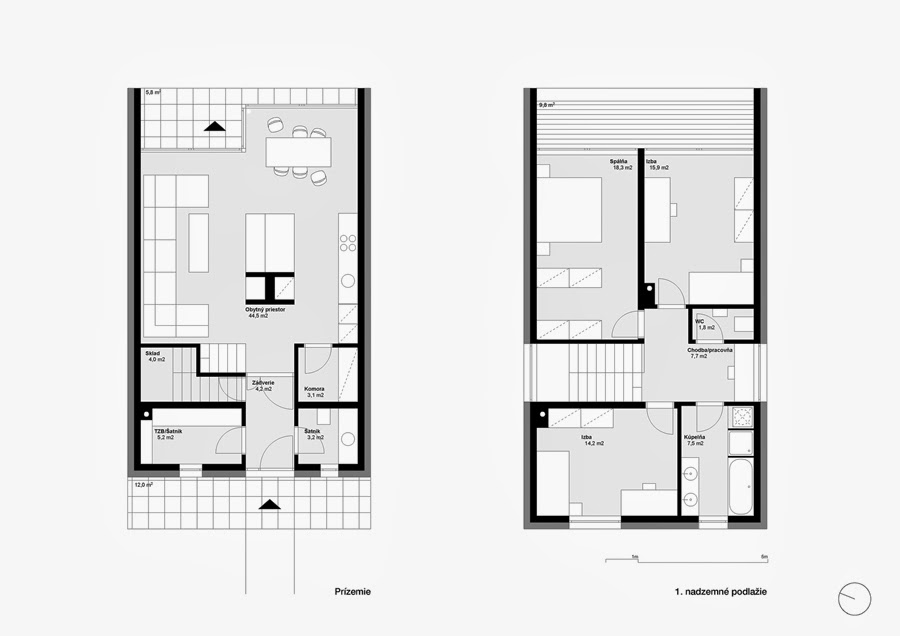 5,8 m²
Obytný priestor
44,5 m2
Sklad
4,0 m2
Zádverie
4,2 m2
Komora
3,1 m2
TZB/Šatník
5,2 m2
Šatník
3,2 m2
12,0 m²
Prízemie
9,8 m²
Spálňa
18,3 m2
Izba
15,9 m2
WC
1,8 m2
Chodba/pracovňa
7,7 m2
Izba
14,2 m2
Kúpelňa
7,5 m2
1m
5m
1. nadzemné podlažie